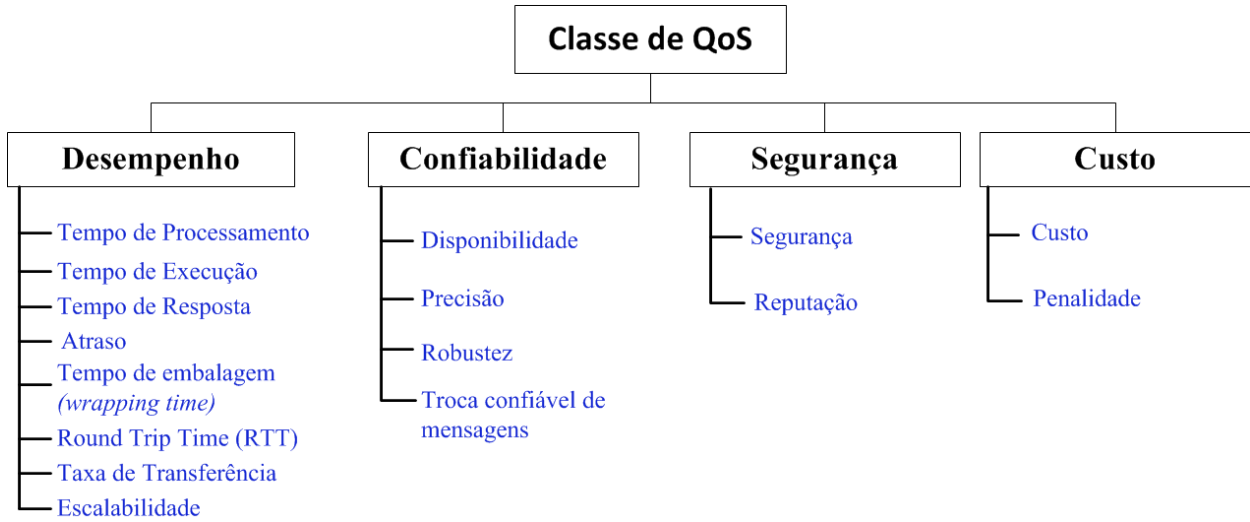 Classe de QoS
Desempenho
Tempo de Processamento
Tempo de Execução
Tempo de Resposta
Atraso
Tempo de embalagem
(wrapping time)
Round Trip Time (RTT)
Taxa de Transferência
Escalabilidade
Confiabilidade
Disponibilidade
Precisão
Robustez
Troca confiável de
mensagens
Segurança
Segurança
Reputação
Custo
Custo
Penalidade